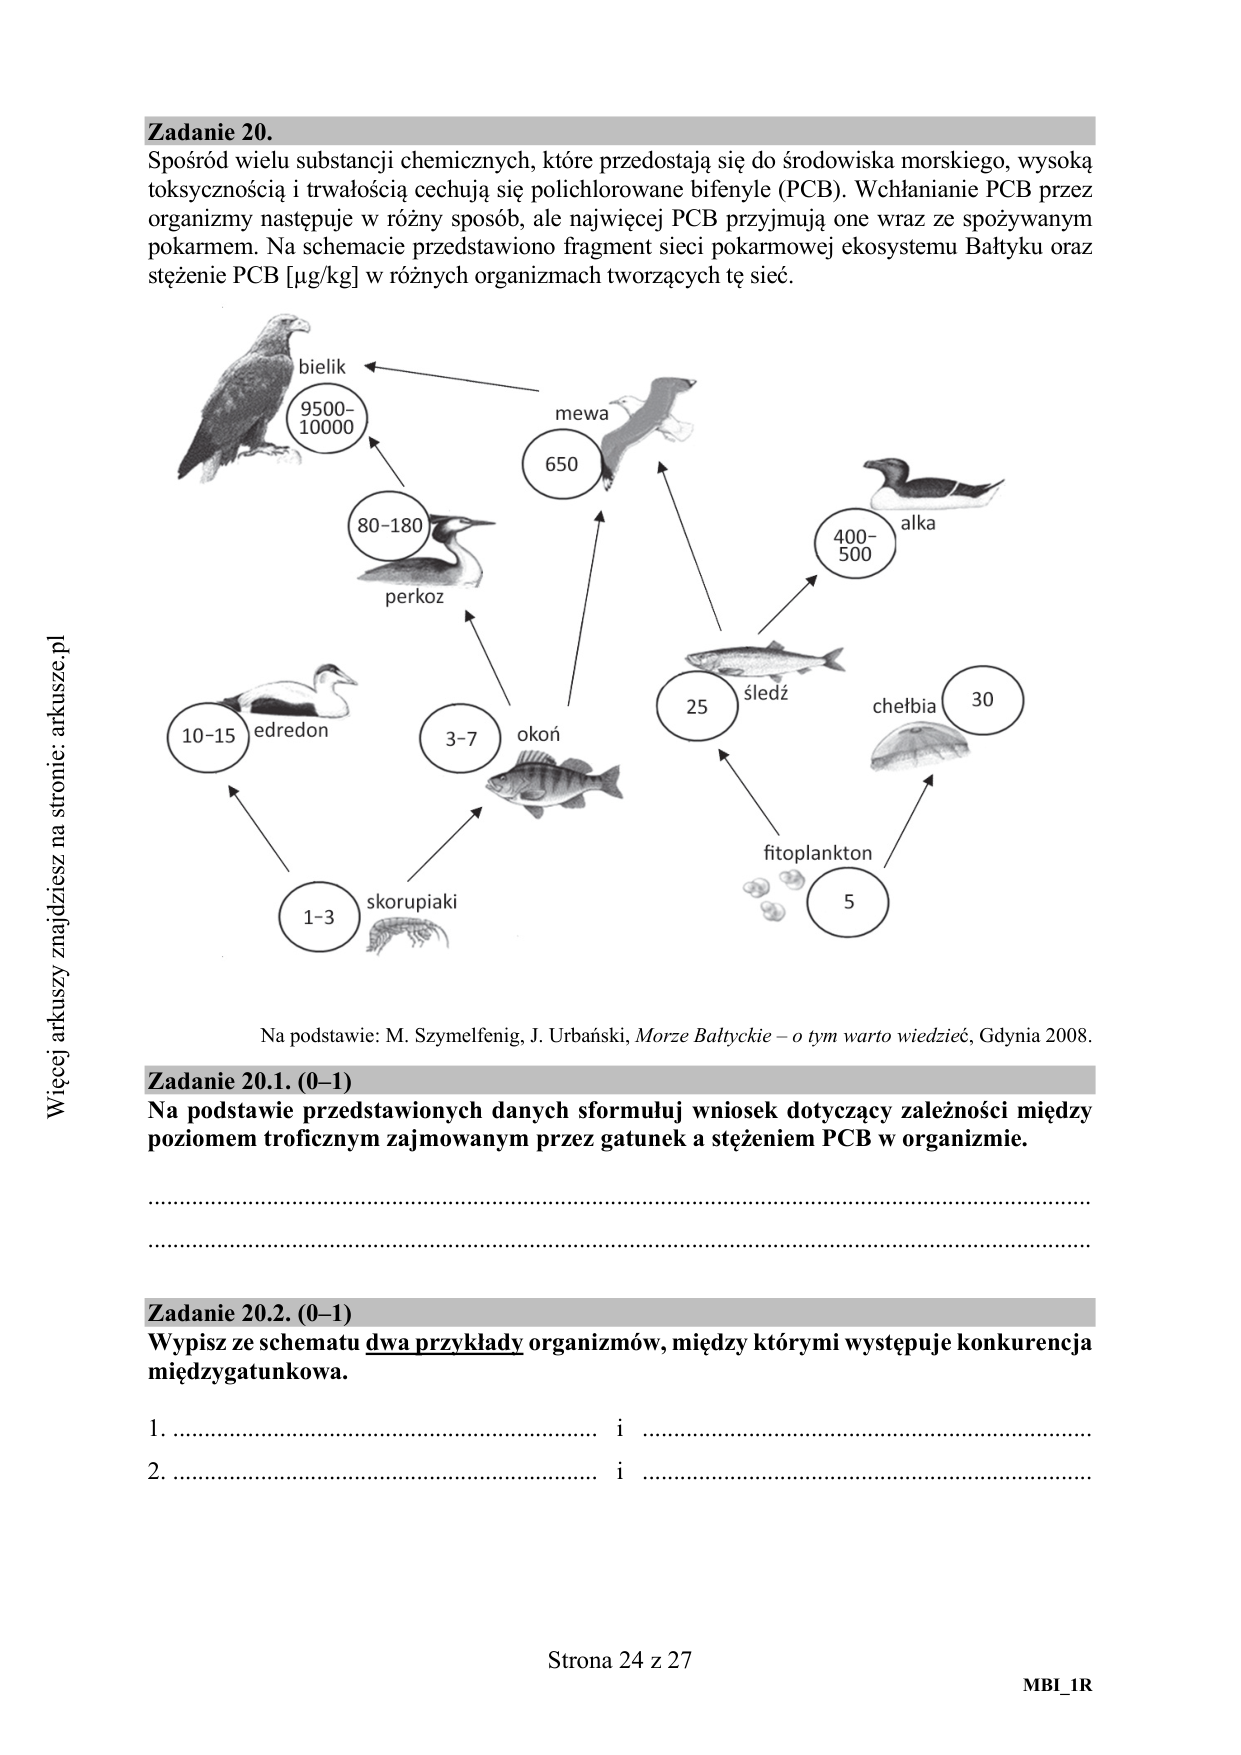 Zadanie 20.
Spośród wielu substancji chemicznych, które przedostają się do środowiska morskiego, wysoką
toksycznością i trwałością cechują się polichlorowane bifenyle (PCB). Wchłanianie PCB przez
organizmy następuje w różny sposób, ale najwięcej PCB przyjmują one wraz ze spożywanym
pokarmem. Na schemacie przedstawiono fragment sieci pokarmowej ekosystemu Bałtyku oraz
stężenie PCB [µg/kg] w różnych organizmach tworzących tę sieć.
bielik
9500–
10000
mewa
650
80–180
perkoz
alka
400–
500
10–15
edredon
3–7
okoń
25
śledź
chełbia
30
1–3
skorupiaki
fitoplankton
5
Na podstawie: M. Szymelfenig, J. Urbański, Morze Bałtyckie – o tym warto wiedzieć, Gdynia 2008.
Zadanie 20.1. (0–1)
Na podstawie przedstawionych danych sformułuj wniosek dotyczący zależności między
poziomem troficznym zajmowanym przez gatunek a stężeniem PCB w organizmie.
Zadanie 20.2. (0–1)
Wypisz ze schematu dwa przykłady organizmów, między którymi występuje konkurencja
międzygatunkowa.
1. ................................................................... i .......................................................................
2. ................................................................... i .......................................................................
Strona 24 z 27
MBI_1R
Więcej arkuszy znajdziesz na stronie: arkusze.pl